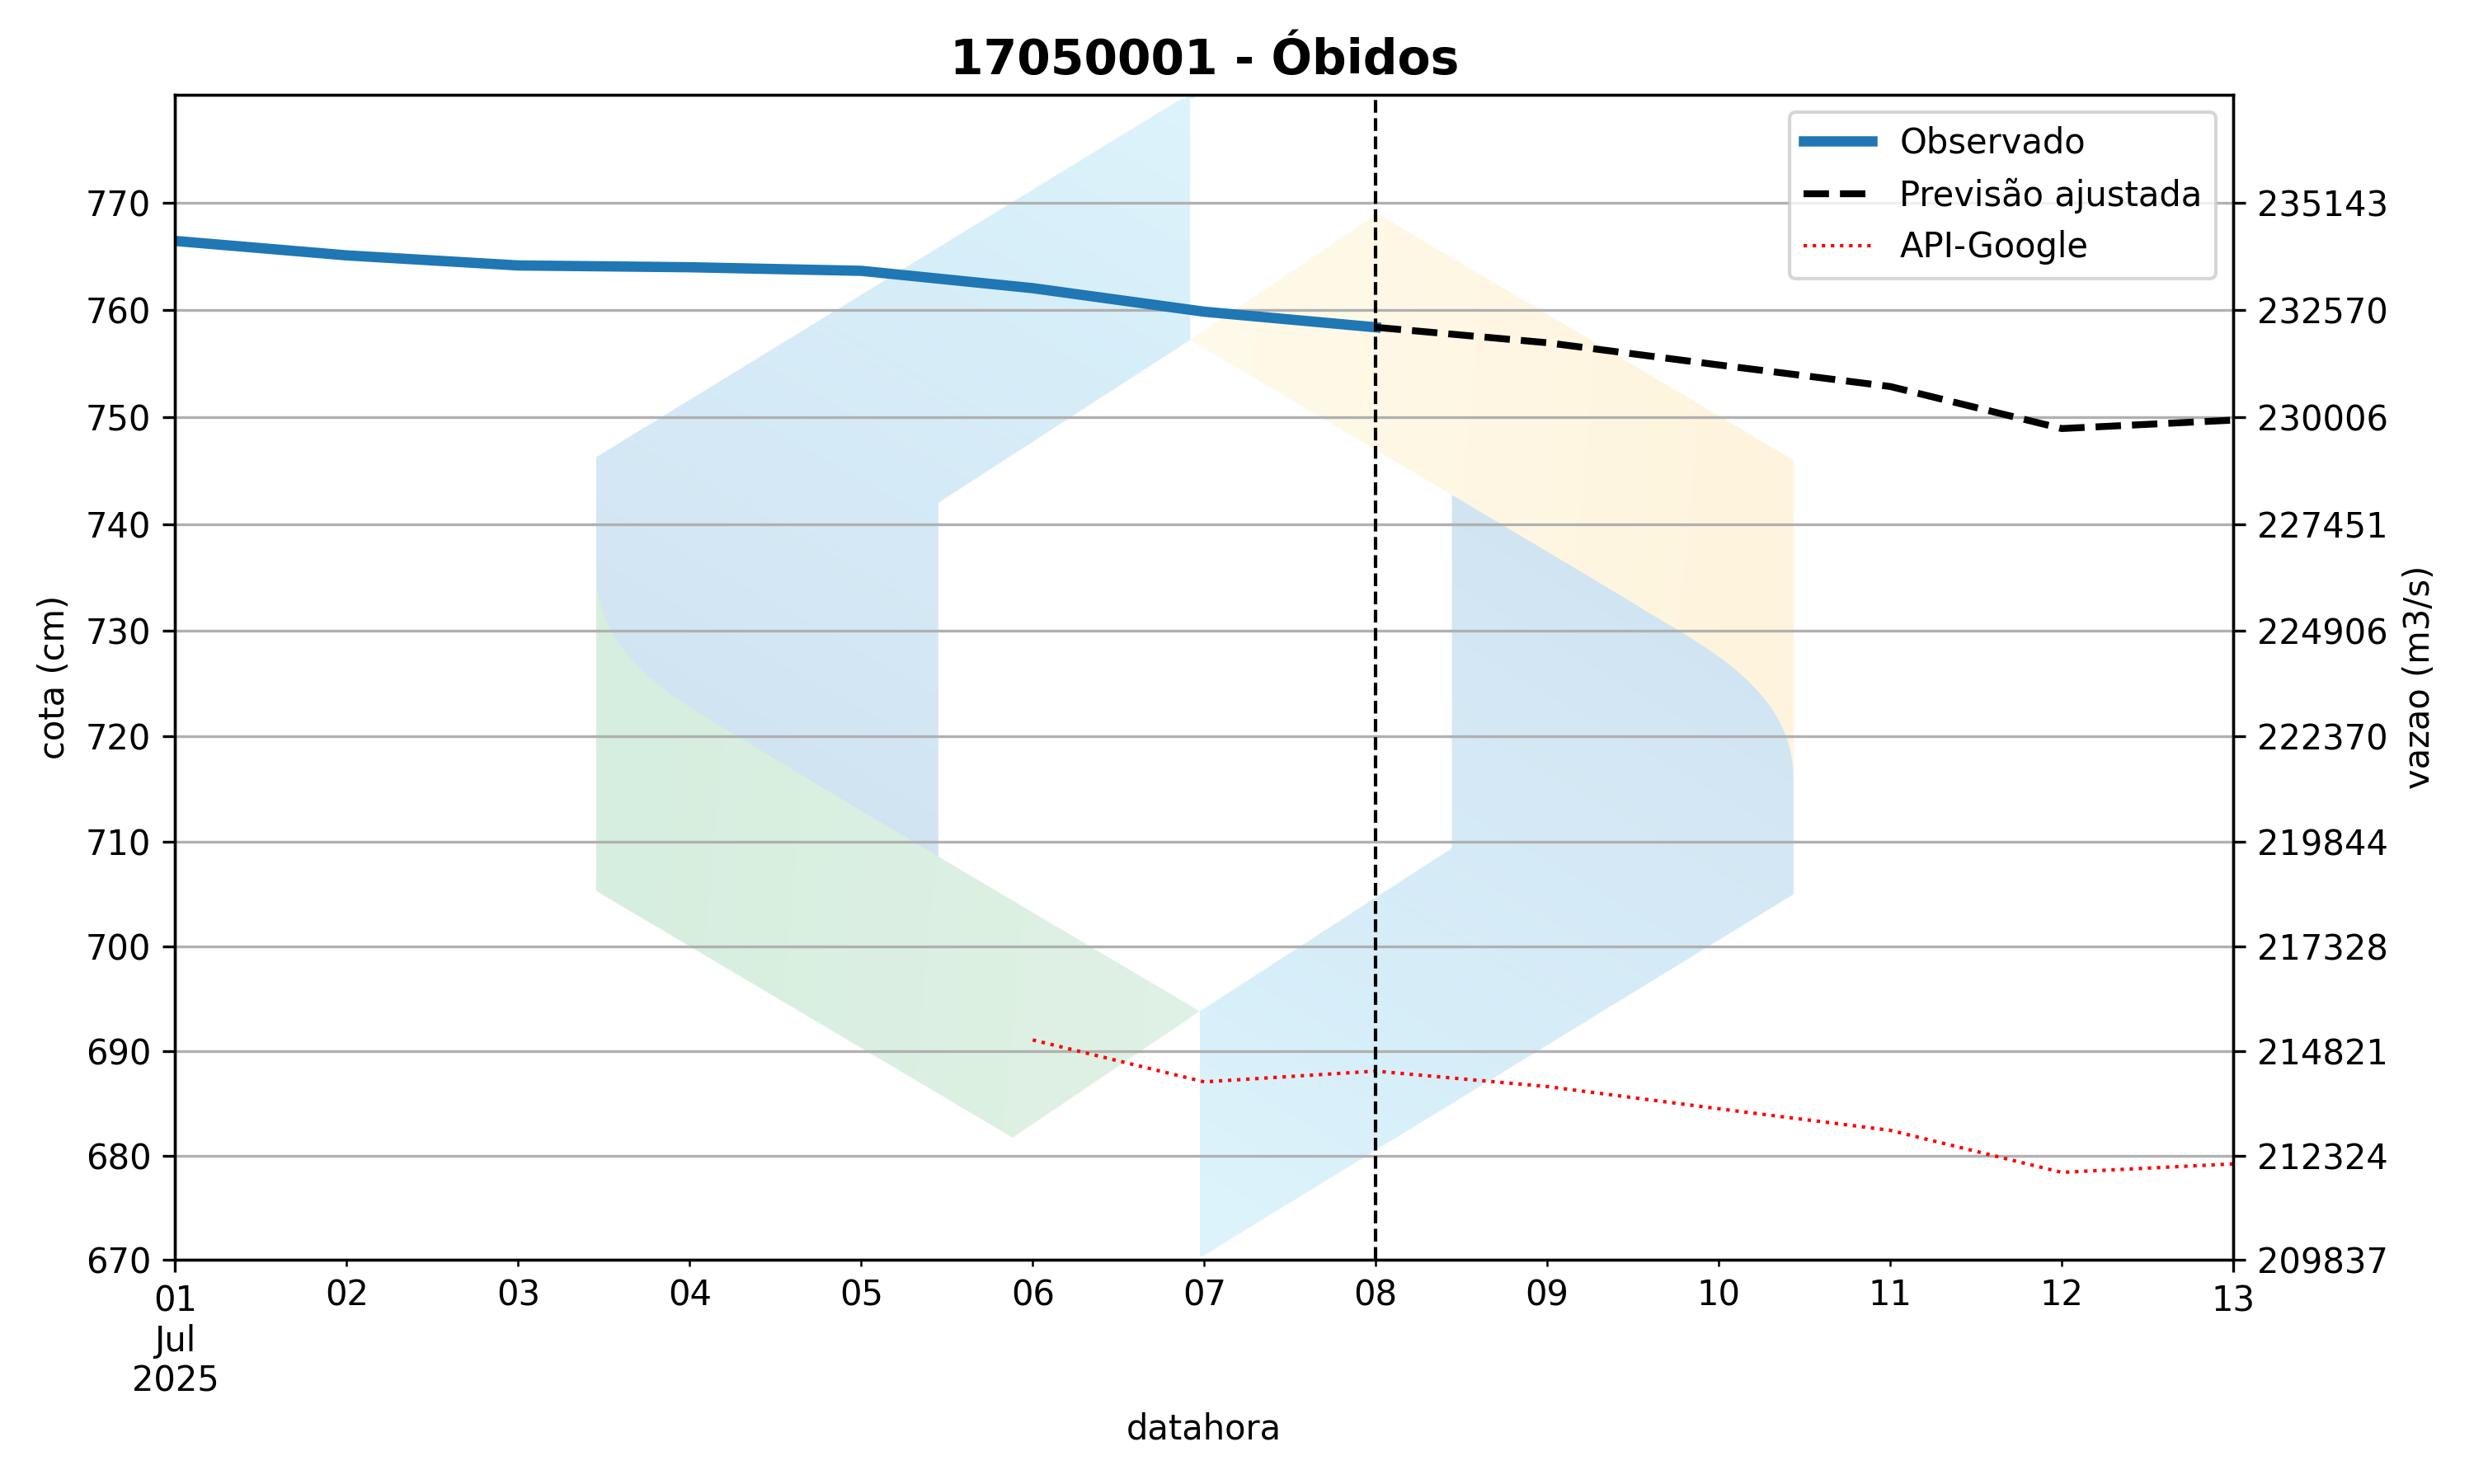 17050001 - Óbidos
Observado
Previsão ajustada
API-Google
770
760
750
740
730
720
710
700
690
680
670
cota (cm)
235143
232570
230006
227451
224906
222370
219844
217328
214821
212324
209837
vazao (m3/s)
01 02 03 04 05 06 07 08 09 10 11 12 13
Jul
2025
datahora